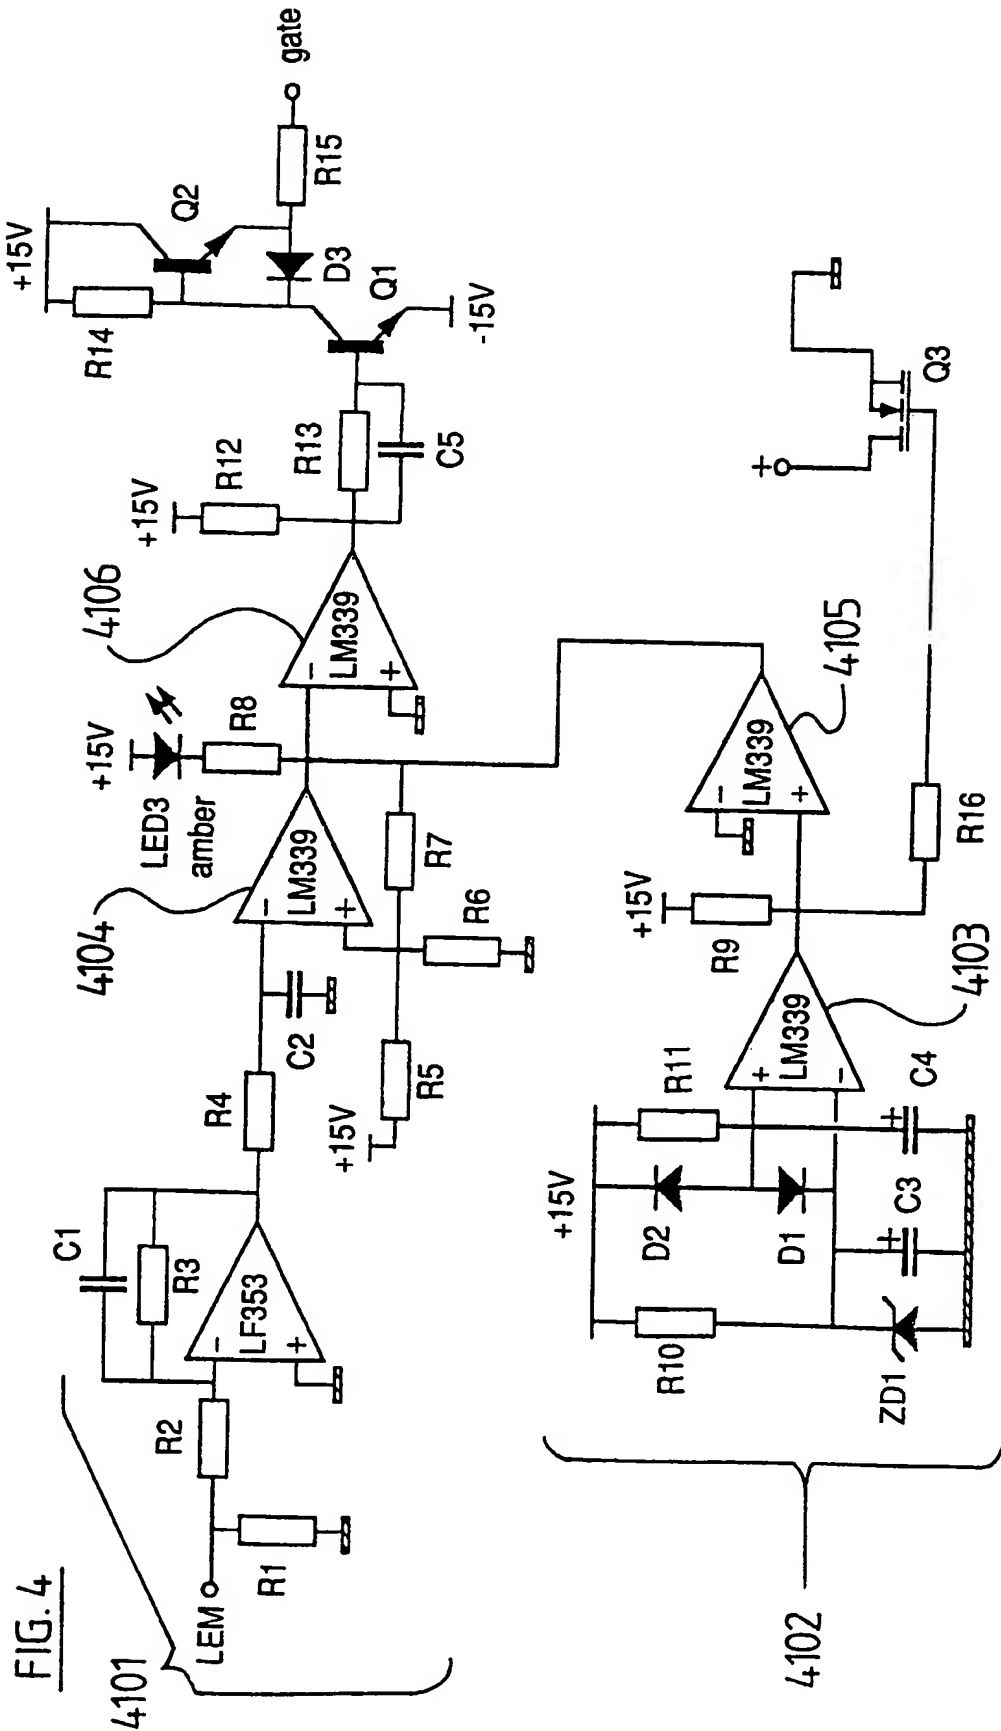 FIG. 4
4101
LEM
R1
R2
C1
R3
LF353
-
+
R4
C2
+15V
R5
4104
-
LM339
+
R6
R7
+15V
LED3
amber
R8
4106
-
LM339
+
+15V
R12
R13
C5
+15V
R14
Q2
D3
Q1
-15V
R15
gate
4102
+15V
R10
ZD1
D2
D1
C3
+
R11
C4
+
+
LM339
-
4103
+15V
R9
-
LM339
+
4105
R16
+
Q3